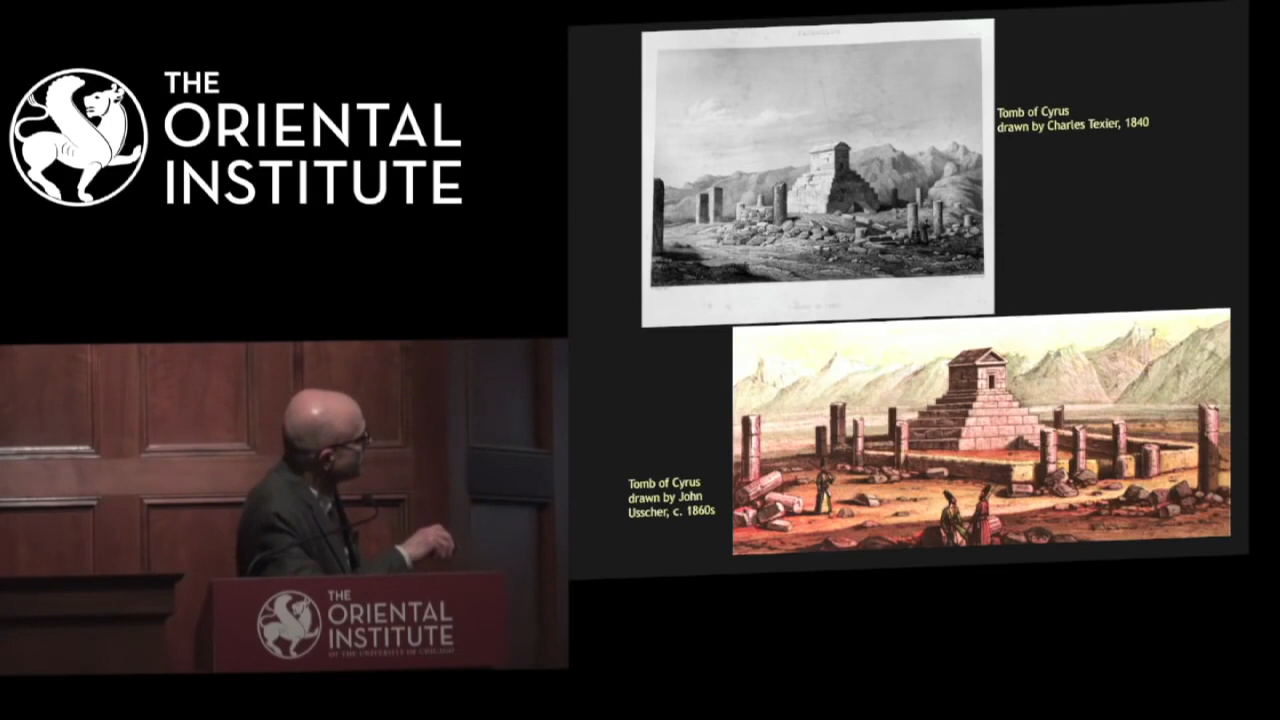 THE
ORIENTAL
INSTITUTE
Tomb of Cyrus
drawn by Charles Texier, 1840
Tomb of Cyrus
drawn by John
Usscher, c. 1860s
THE
ORIENTAL
INSTITUTE
OF THE UNIVERSITY OF CHICAGO